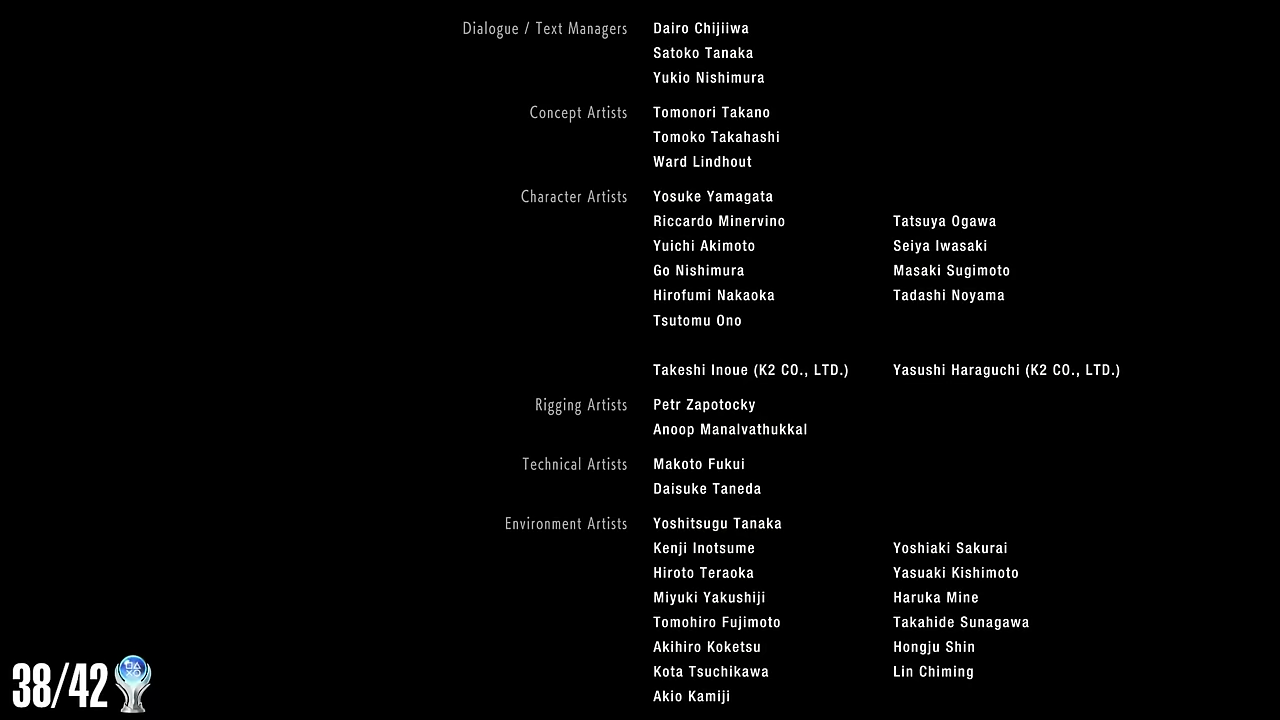 Dialogue / Text Managers Dairo Chijiiwa
Satoko Tanaka
Yukio Nishimura
Concept Artists Tomonori Takano
Tomoko Takahashi
Ward Lindhout
Character Artists Yosuke Yamagata
Riccardo Minervino Tatsuya Ogawa
Yuichi Akimoto Seiya Iwasaki
Go Nishimura Masaki Sugimoto
Hirofumi Nakaoka Tadashi Noyama
Tsutomu Ono
Takeshi Inoue (K2 CO., LTD.) Yasushi Haraguchi (K2 CO., LTD.)
Rigging Artists Petr Zapotocky
Anoop Manalvathukkal
Technical Artists Makoto Fukui
Daisuke Taneda
Environment Artists Yoshitsugu Tanaka
Kenji Inotsume Yoshiaki Sakurai
Hiroto Teraoka Yasuaki Kishimoto
Miyuki Yakushiji Haruka Mine
Tomohiro Fujimoto Takahide Sunagawa
Akihiro Koketsu Hongju Shin
Kota Tsuchikawa Lin Chiming
Akio Kamiji
38/42